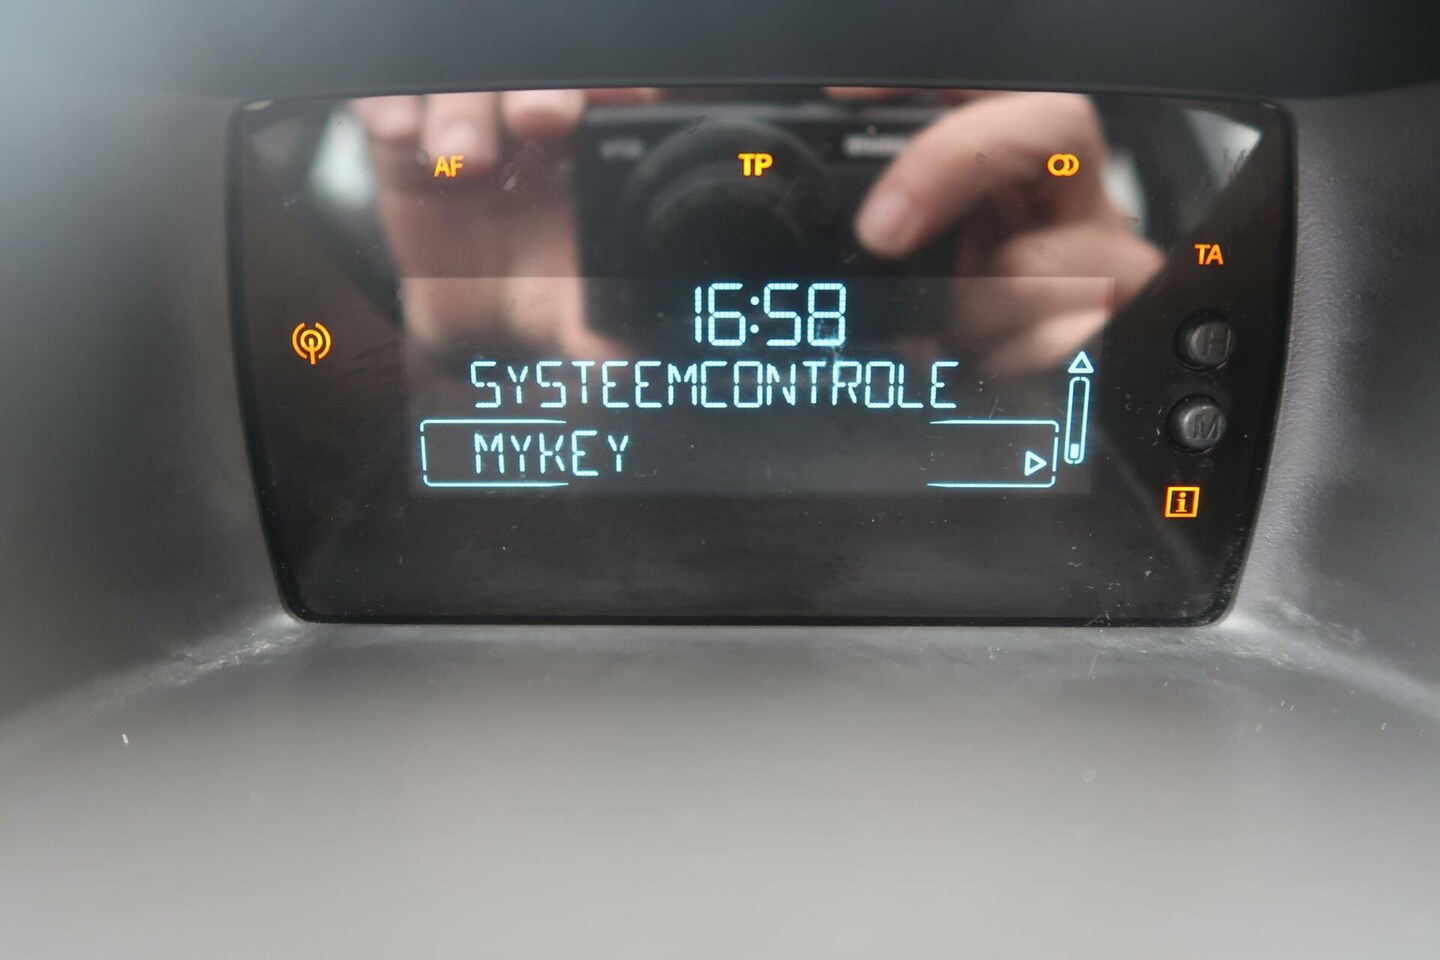 AF TP
TA
16:58
H
SYSTEEMCONTROLE
M
MYKEY
i